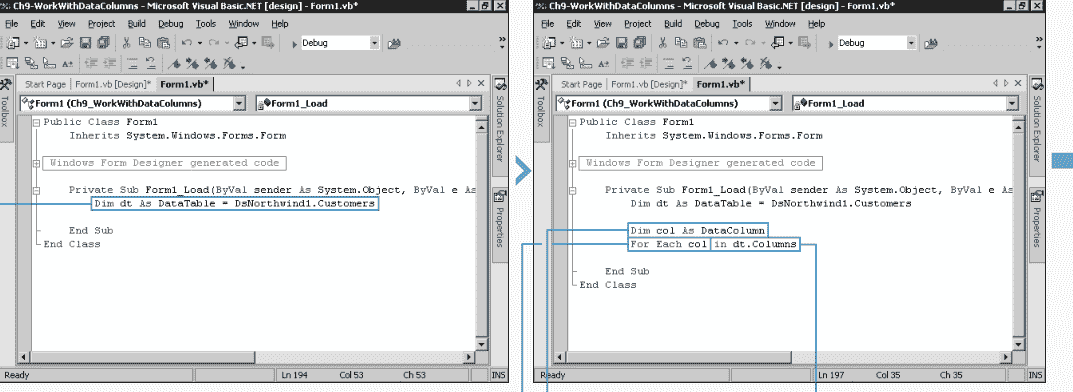 Ch9-WorkWithDataColumns - Microsoft Visual Basic.NET [design] - Form1.vb*
File Edit View Project Build Debug Tools Window Help
Debug
Start Page Form1.vb [Design]* Form1.vb*
Toolbox
Form1 (Ch9_WorkWithDataColumns) Form1_Load
Public Class Form1
Inherits System.Windows.Forms.Form
Windows Form Designer generated code
Private Sub Form1_Load(ByVal sender As System.Object, ByVal e As
Dim dt As DataTable = DsNorthwind1.Customers
End Sub
End Class
Solution Explorer
Properties
Ready Ln 194 Col 53 Ch 53 INS
Ch9-WorkWithDataColumns - Microsoft Visual Basic.NET [design] - Form1.vb*
File Edit View Project Build Debug Tools Window Help
Debug
Start Page Form1.vb [Design]* Form1.vb*
Toolbox
Form1 (Ch9_WorkWithDataColumns) Form1_Load
Public Class Form1
Inherits System.Windows.Forms.Form
Windows Form Designer generated code
Private Sub Form1_Load(ByVal sender As System.Object, ByVal e As
Dim dt As DataTable = DsNorthwind1.Customers
Dim col As DataColumn
For Each col in dt.Columns
End Sub
End Class
Solution Explorer
Properties
Ready Ln 197 Col 35 Ch 35 INS